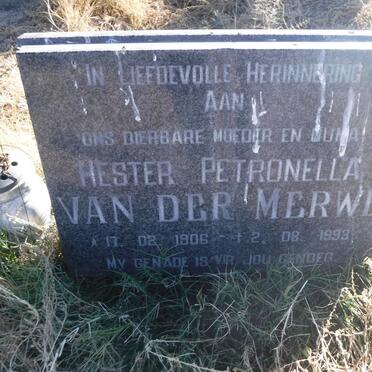 IN LIEFDEVOLLE HERINNERING
AAN
ONS DIERBARE MOEDER EN OUMA
HESTER PETRONELLA
VAN DER MERWE
* 17. 02. 1906 - † 2. 08. 1993
MY GENADE IS VIR JOU GENOEG